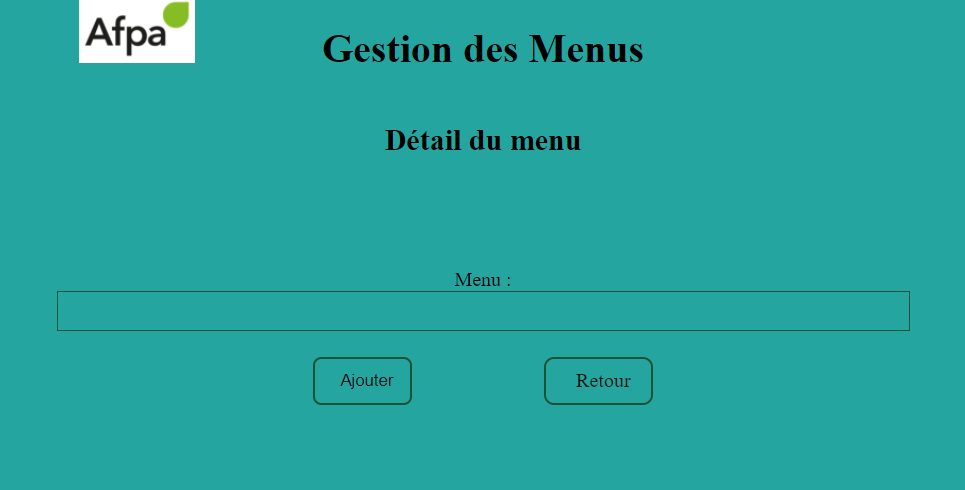 Afpa
Gestion des Menus
Détail du menu
Menu :
Ajouter
Retour